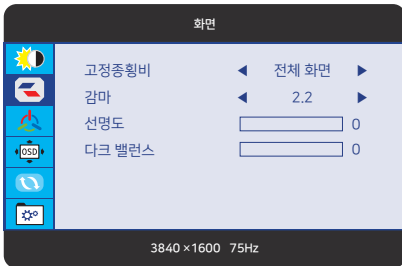 화면
고정종횡비 ◀ 전체 화면 ▶
감마 ◀ 2.2 ▶
선명도 0
다크 밸런스 0
OSD
3840 ×1600 75Hz